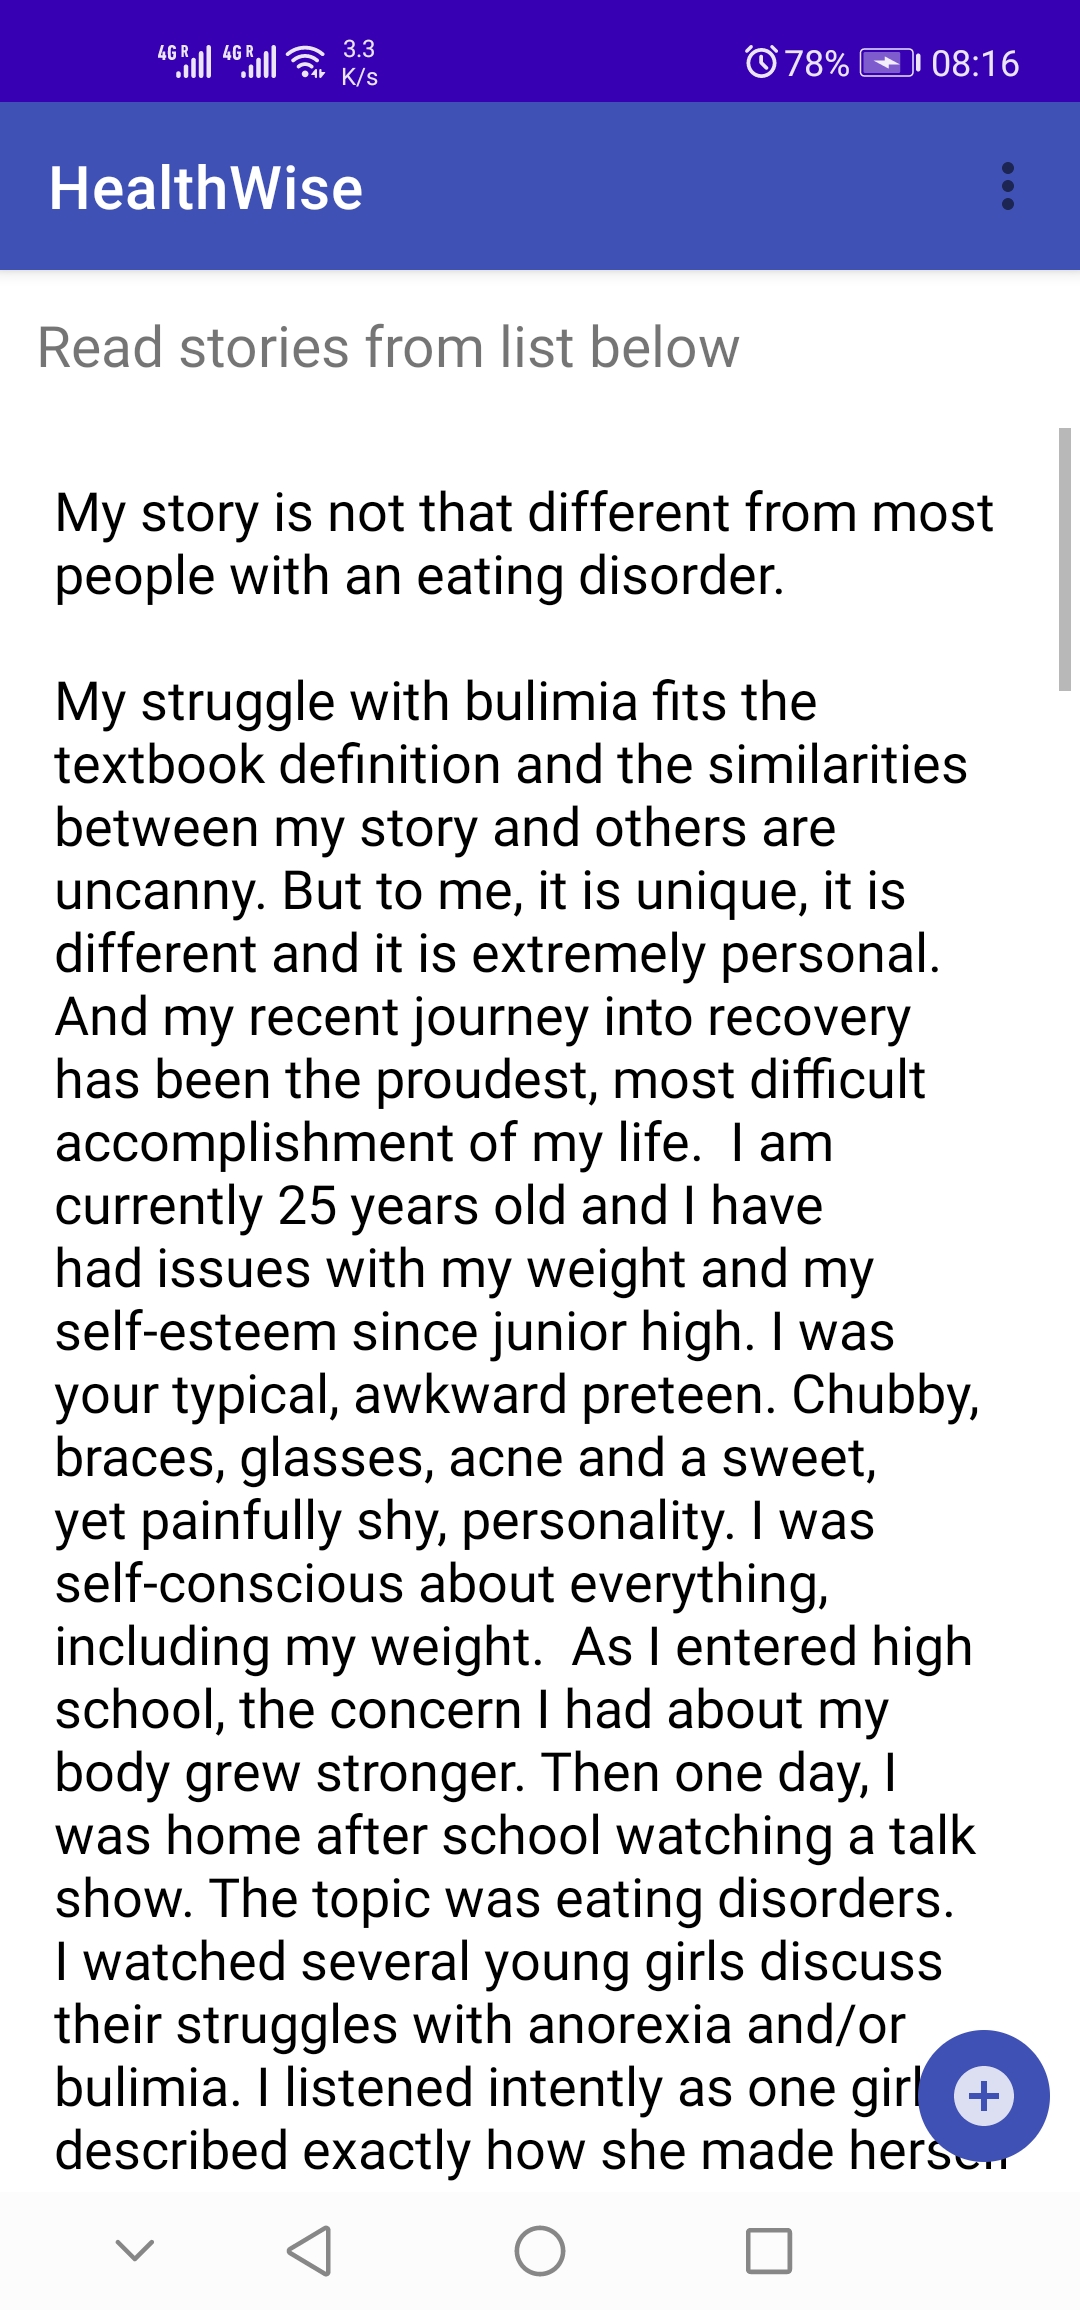 4G R 4G R 3.3 K/s 78% 08:16
HealthWise
Read stories from list below
My story is not that different from most
people with an eating disorder.
My struggle with bulimia fits the
textbook definition and the similarities
between my story and others are
uncanny. But to me, it is unique, it is
different and it is extremely personal.
And my recent journey into recovery
has been the proudest, most difficult
accomplishment of my life.  I am
currently 25 years old and I have
had issues with my weight and my
self-esteem since junior high. I was
your typical, awkward preteen. Chubby,
braces, glasses, acne and a sweet,
yet painfully shy, personality. I was
self-conscious about everything,
including my weight.  As I entered high
school, the concern I had about my
body grew stronger. Then one day, I
was home after school watching a talk
show. The topic was eating disorders.
I watched several young girls discuss
their struggles with anorexia and/or
bulimia. I listened intently as one girl
described exactly how she made